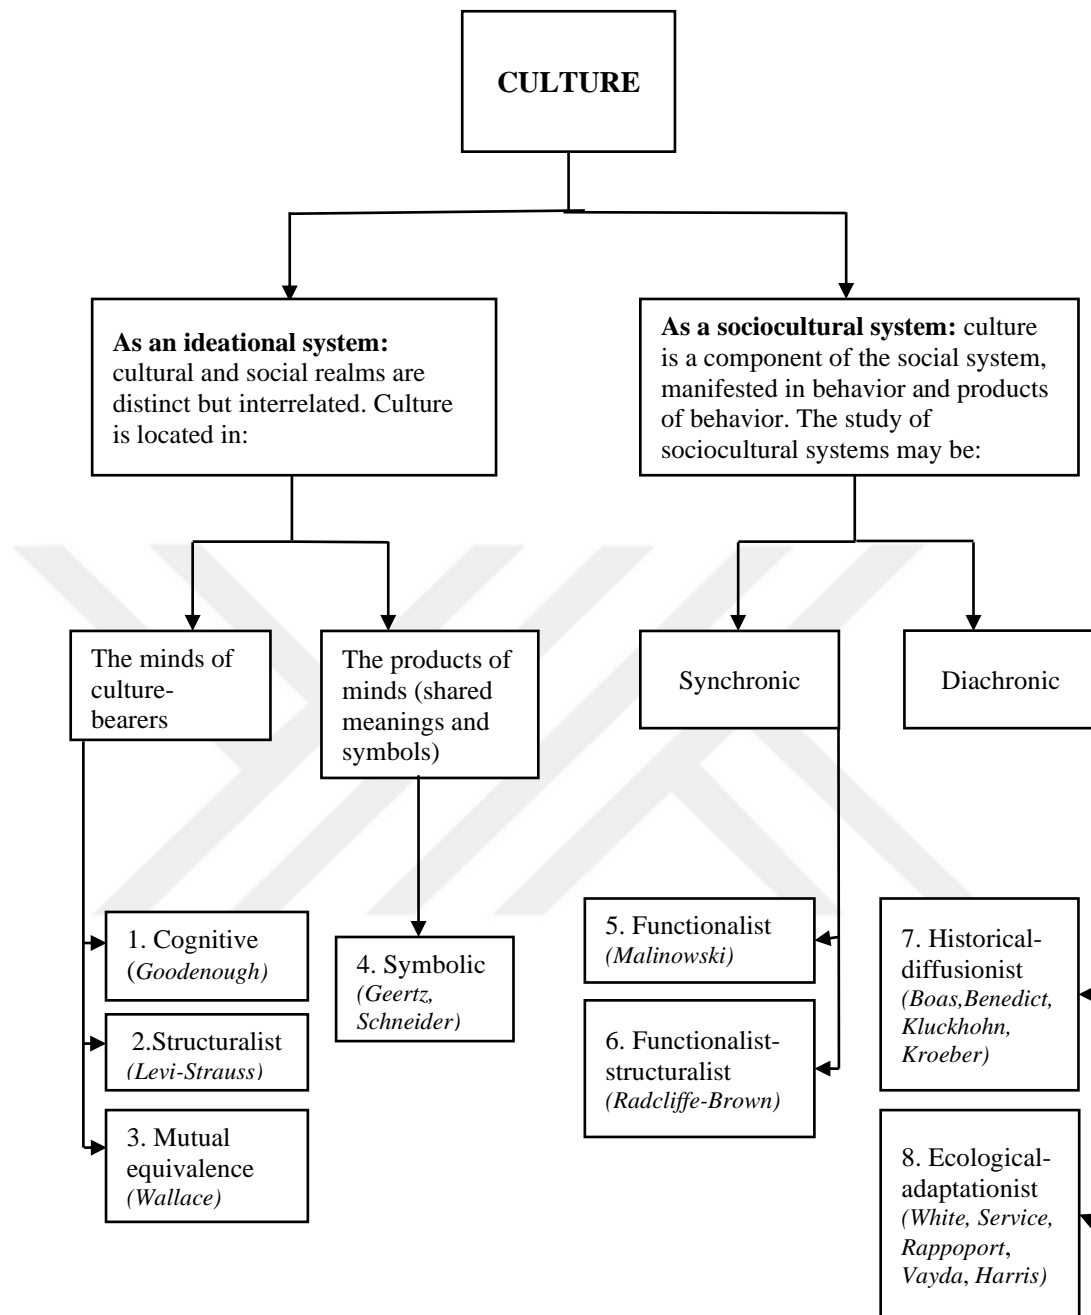 CULTURE
As an ideational system:
cultural and social realms are
distinct but interrelated. Culture
is located in:
As a sociocultural system: culture
is a component of the social system,
manifested in behavior and products
of behavior. The study of
sociocultural systems may be:
The minds of
culture-
bearers
The products of
minds (shared
meanings and
symbols)
Synchronic
Diachronic
1. Cognitive
(Goodenough)
2.Structuralist
(Levi-Strauss)
3. Mutual
equivalence
(Wallace)
4. Symbolic
(Geertz,
Schneider)
5. Functionalist
(Malinowski)
6. Functionalist-
structuralist
(Radcliffe-Brown)
7. Historical-
diffusionist
(Boas,Benedict,
Kluckhohn,
Kroeber)
8. Ecological-
adaptationist
(White, Service,
Rappoport,
Vayda, Harris)